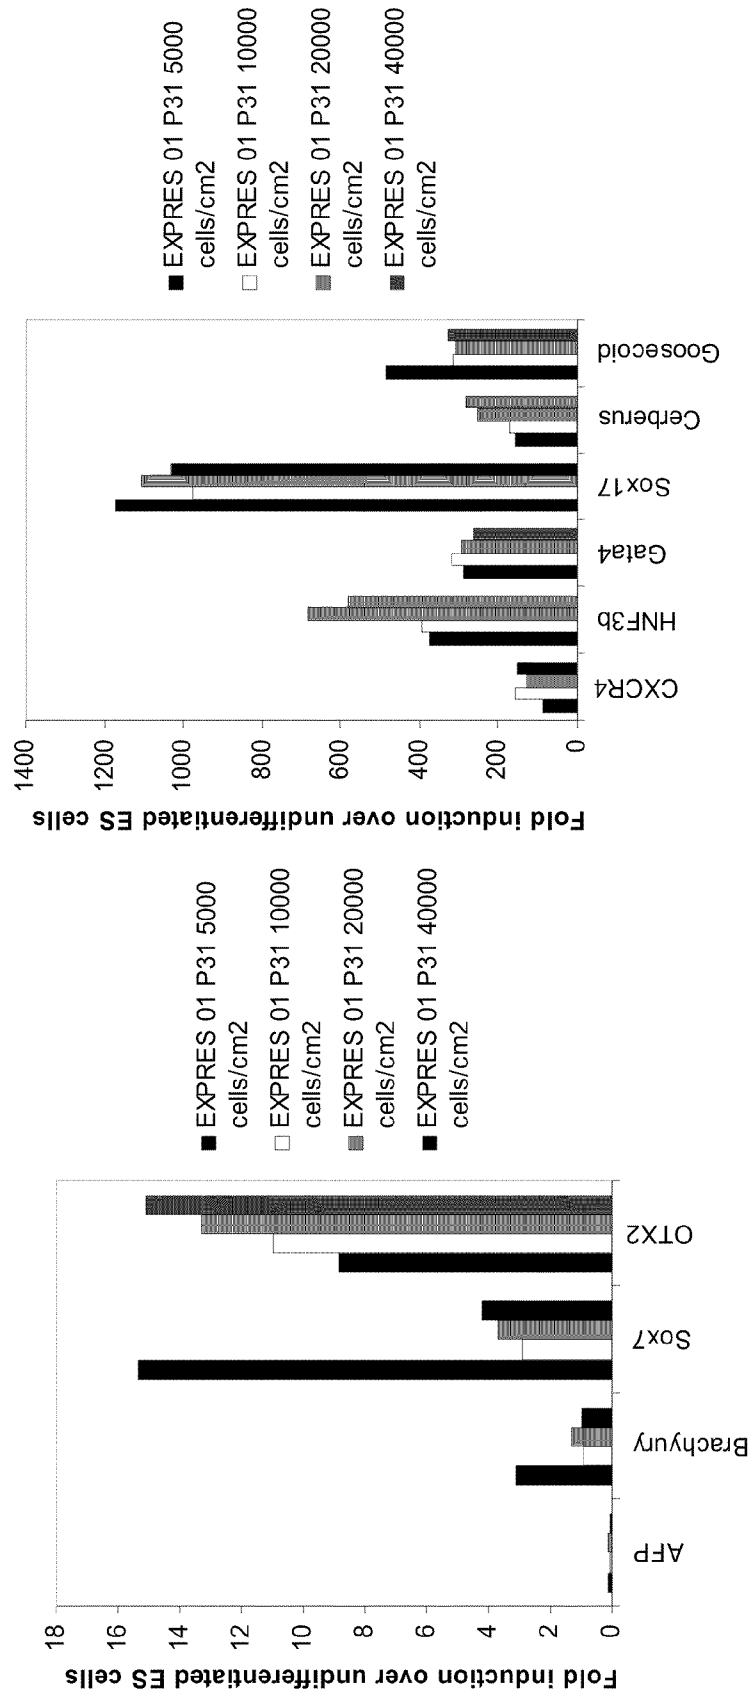 Fold induction over undifferentiated ES cells
18
16
14
12
10
8
6
4
2
0
AFP
Brachyury
Sox7
OTX2
EXPRES 01 P31 5000
cells/cm2
EXPRES 01 P31 10000
cells/cm2
EXPRES 01 P31 20000
cells/cm2
EXPRES 01 P31 40000
cells/cm2
Fold induction over undifferentiated ES cells
1400
1200
1000
800
600
400
200
0
CXCR4
HNF3b
Gata4
Sox17
Cerberus
Goosecoid
EXPRES 01 P31 5000
cells/cm2
EXPRES 01 P31 10000
cells/cm2
EXPRES 01 P31 20000
cells/cm2
EXPRES 01 P31 40000
cells/cm2